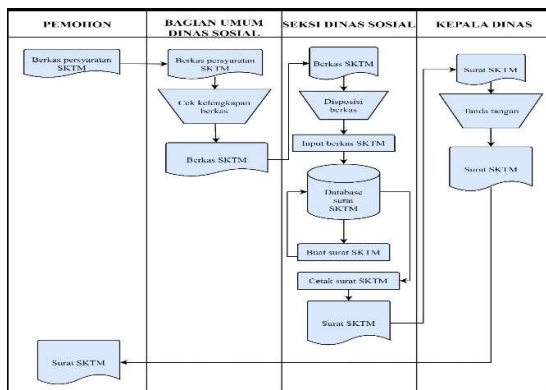 PEMOHON
BAGIAN UMUM
DINAS SOSIAL
SEKSI DINAS SOSIAL
KEPALA DINAS
Berkas persyaratan
SKTM
Berkas persyaratan
SKTM
Cek kelengkapan
berkas
Berkas SKTM
Berkas SKTM
Disposisi
berkas
Input berkas SKTM
Database
surat
SKTM
Buat surat SKTM
Cetak surat SKTM
Surat SKTM
Surat SKTM
Tanda tangan
Surat SKTM
Surat SKTM